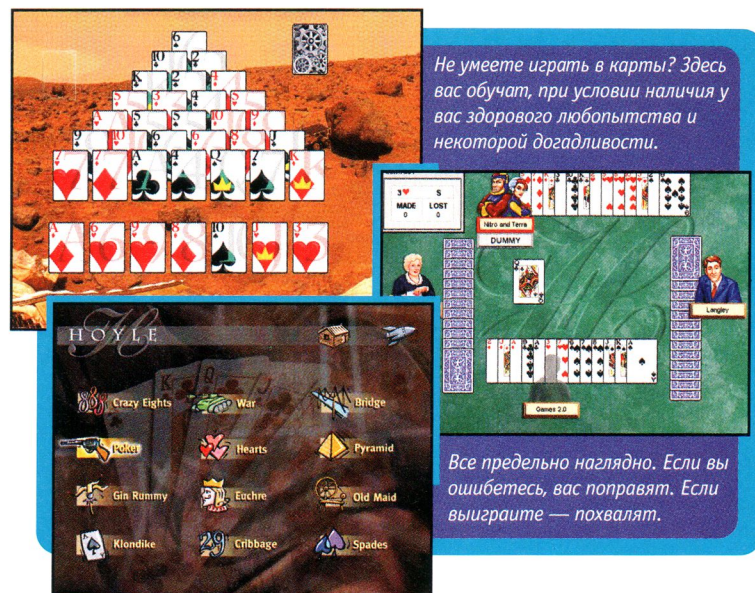 Не умеете играть в карты? Здесь
вас обучат, при условии наличия у
вас здорового любопытства и
некоторой догадливости.
3♥ S
MADE LOST
0 0
Nitro and Terra
DUMMY
Langley
Games 2.0
HOYLE
Crazy Eights War Bridge
Poker Hearts Pyramid
Gin Rummy Euchre Old Maid
Klondike Cribbage Spades
Все предельно наглядно. Если вы
ошибетесь, вас поправят. Если
выиграите — похвалят.